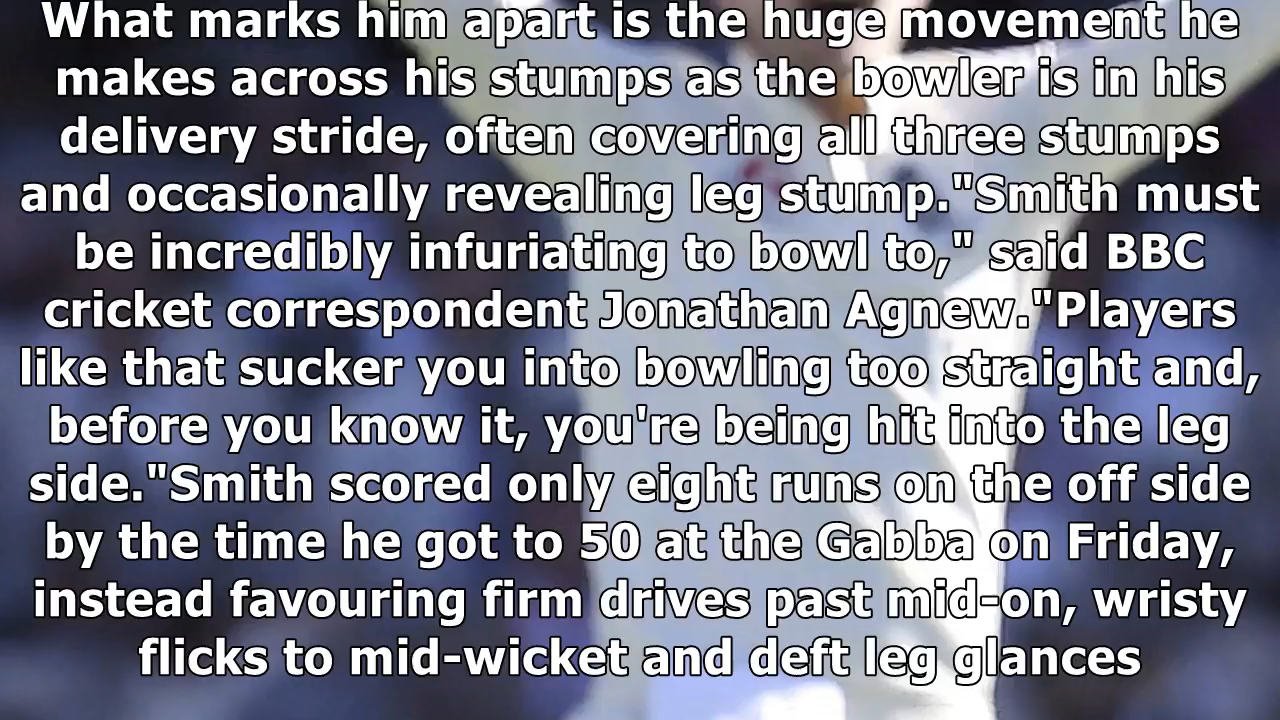 What marks him apart is the huge movement he
makes across his stumps as the bowler is in his
delivery stride, often covering all three stumps
and occasionally revealing leg stump."Smith must
be incredibly infuriating to bowl to," said BBC
cricket correspondent Jonathan Agnew."Players
like that sucker you into bowling too straight and,
before you know it, you're being hit into the leg
side."Smith scored only eight runs on the off side
by the time he got to 50 at the Gabba on Friday,
instead favouring firm drives past mid-on, wristy
flicks to mid-wicket and deft leg glances